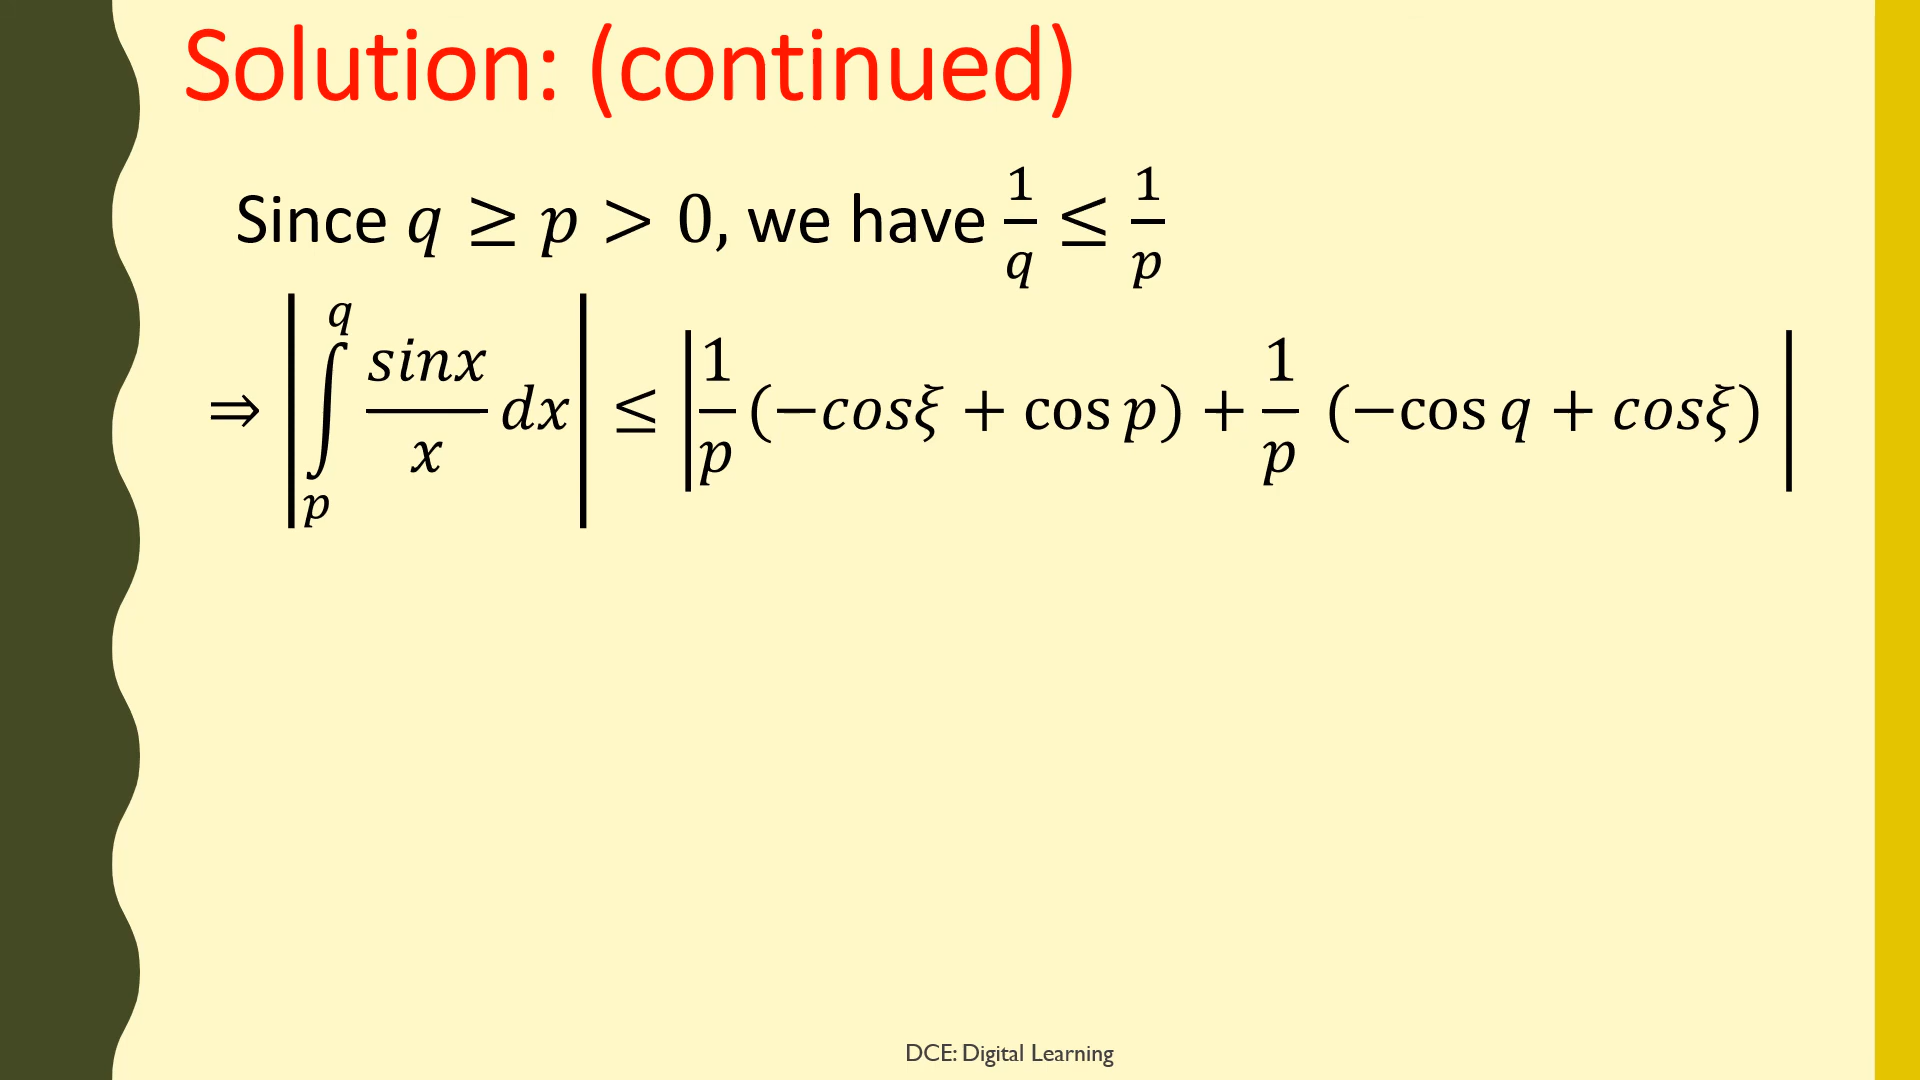 Solution: (continued)
Since q ≥ p > 0, we have 1/q ≤ 1/p
⇒ |∫_p^q sinx/x dx| ≤ |1/p (−cosξ + cos p) + 1/p (−cos q + cosξ)|
DCE: Digital Learning